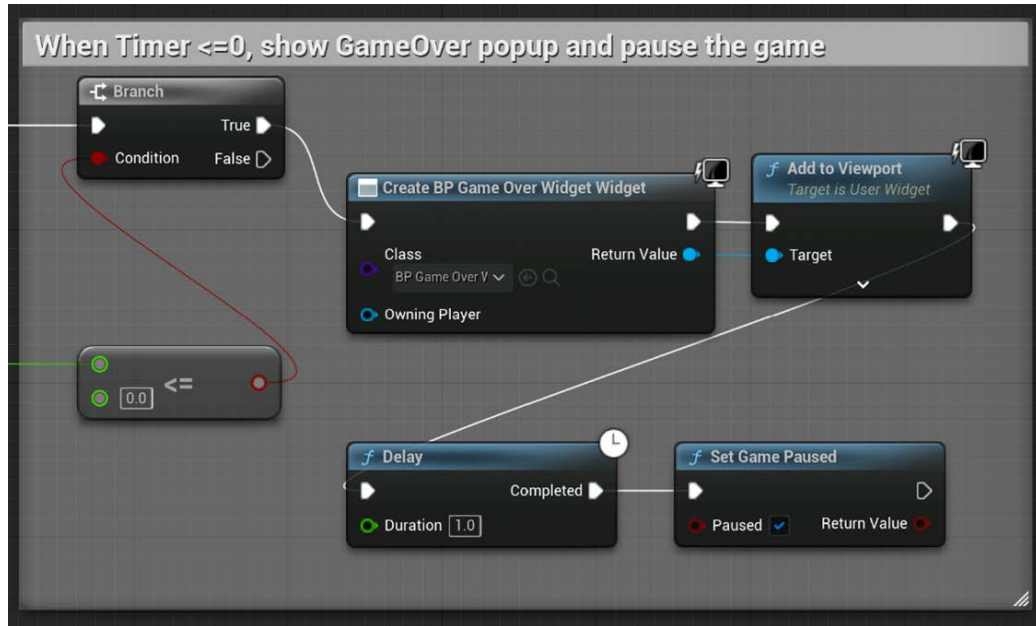 When Timer <=0, show GameOver popup and pause the game
Branch
True
Condition
False
Create BP Game Over Widget Widget
Class
Return Value
BP Game Over V
Owning Player
f Add to Viewport
Target is User Widget
Target
0.0
<=
f Delay
Completed
Duration 1.0
f Set Game Paused
Paused
Return Value